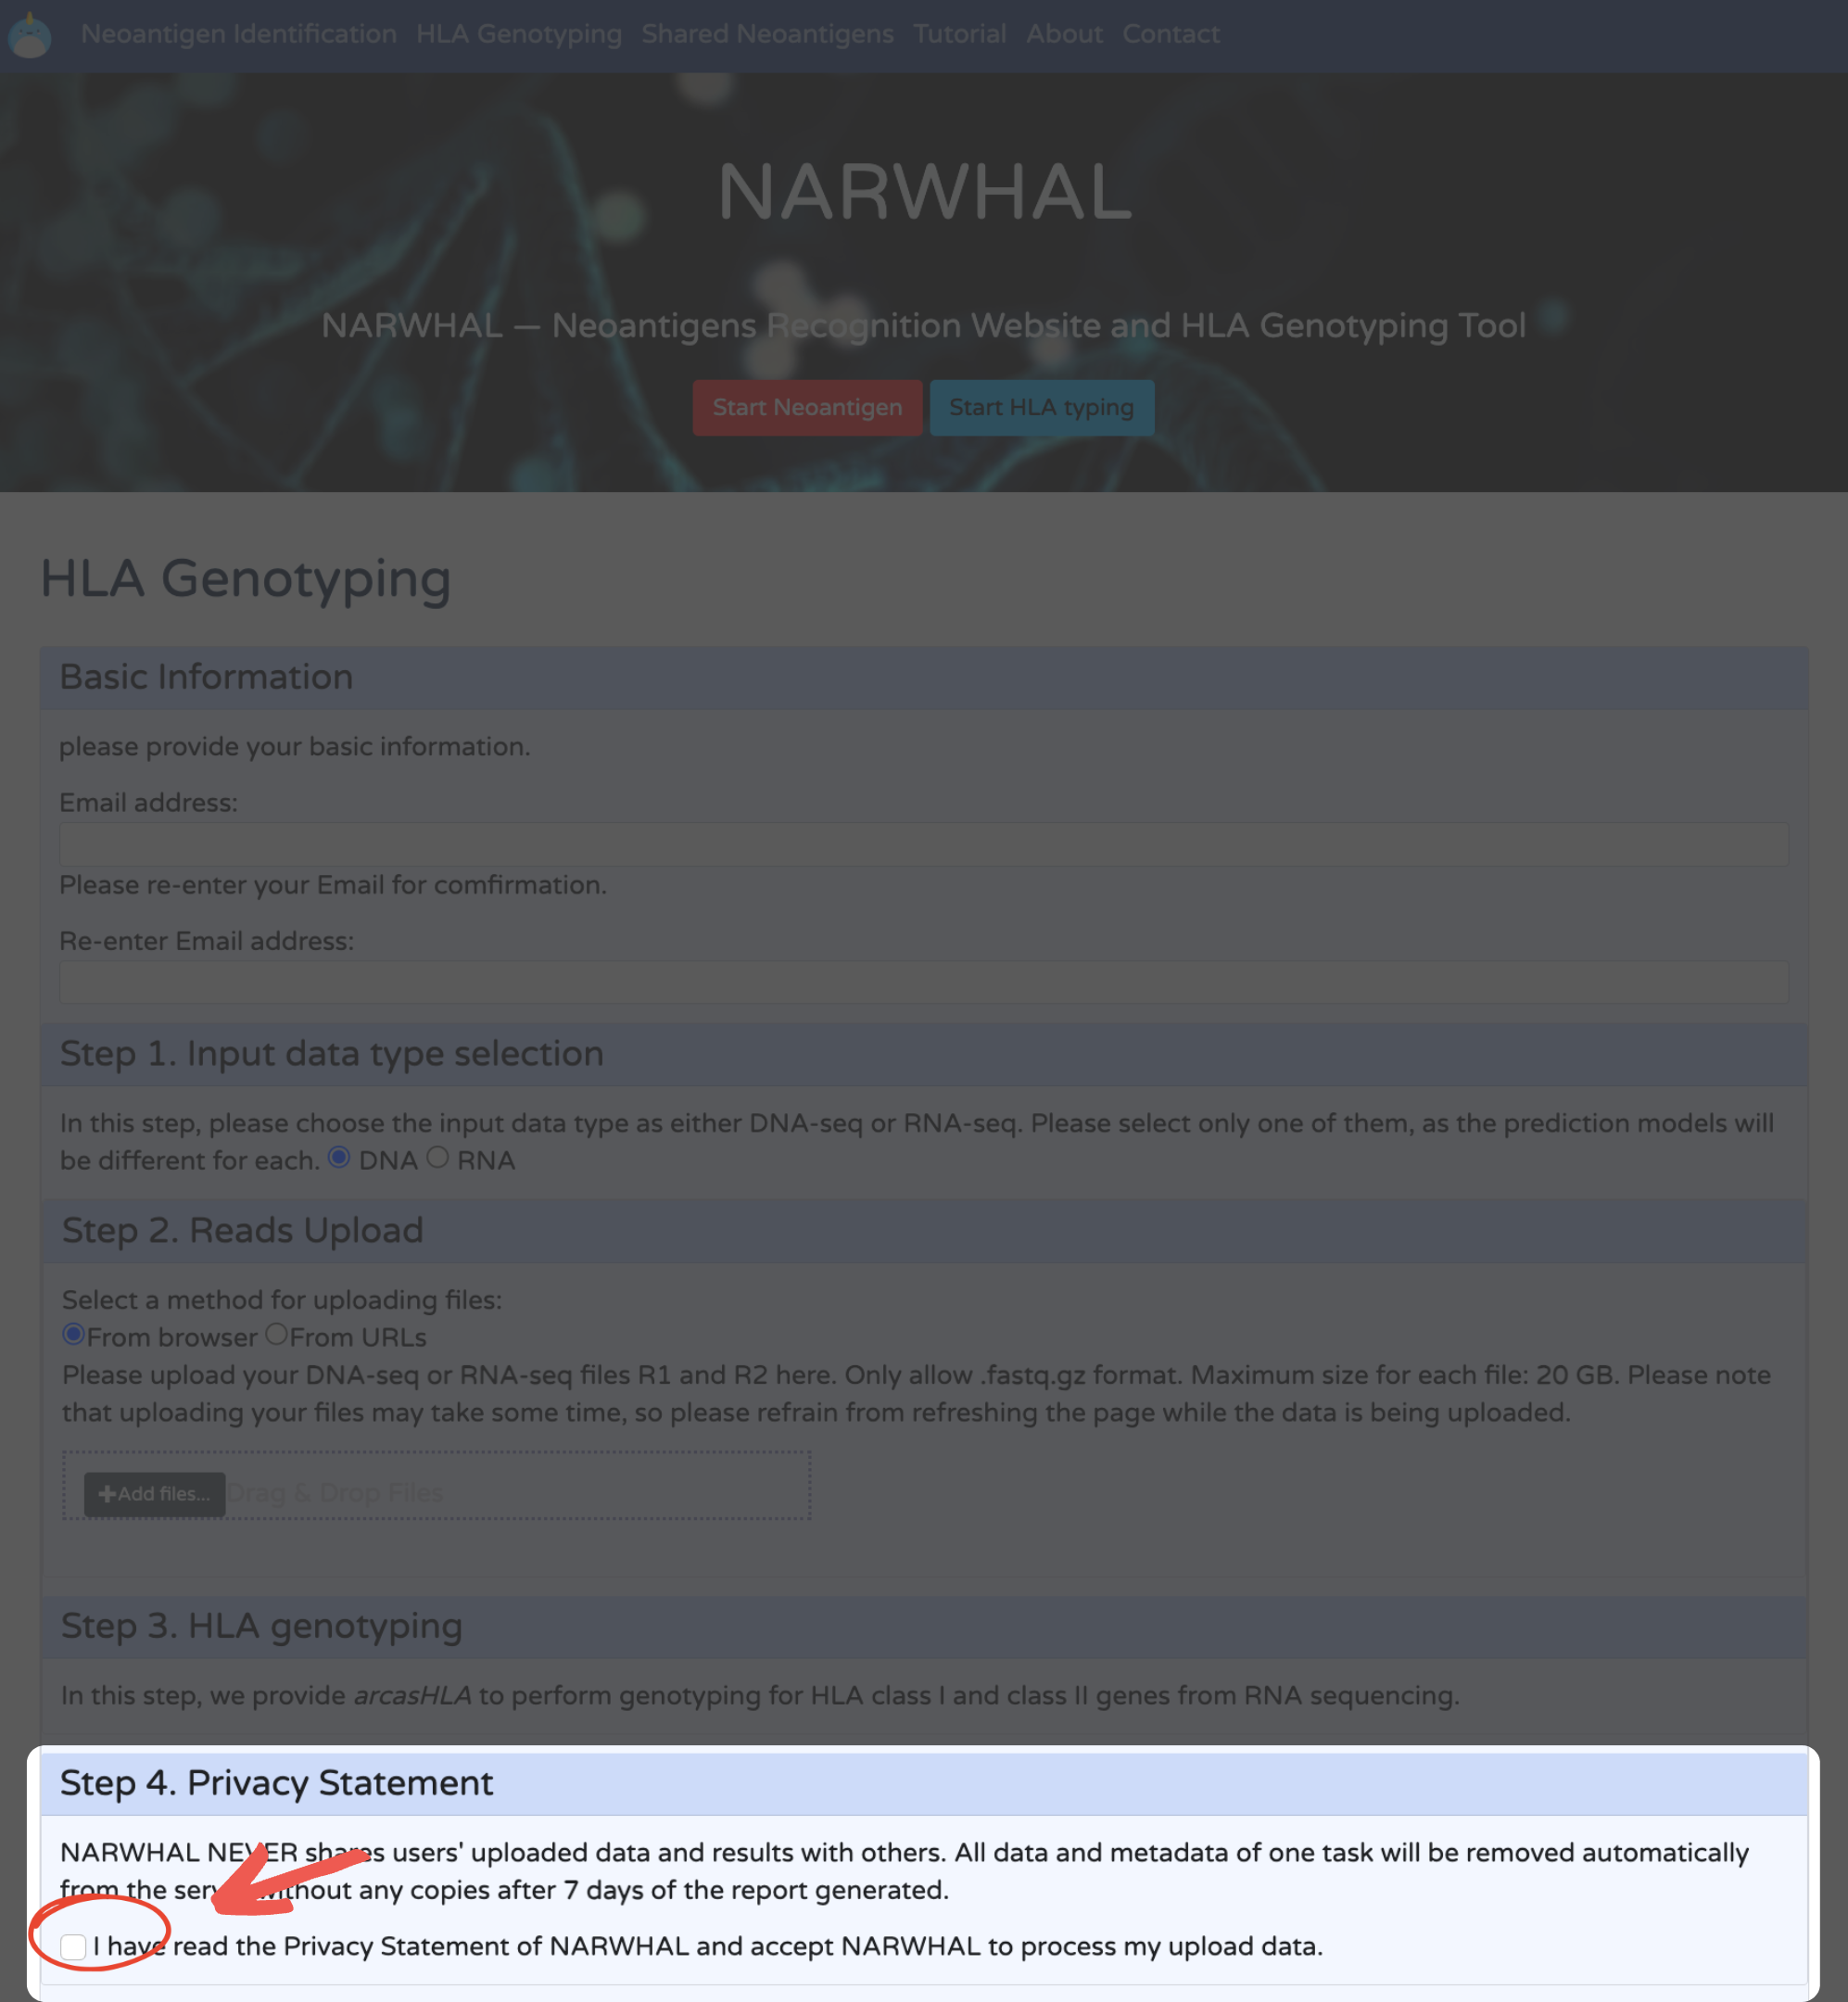 Neoantigen Identification HLA Genotyping Shared Neoantigens Tutorial About Contact
NARWHAL
NARWHAL — Neoantigens Recognition Website and HLA Genotyping Tool
Start Neoantigen Start HLA typing
HLA Genotyping
Basic Information
please provide your basic information.
Email address:
Please re-enter your Email for comfirmation.
Re-enter Email address:
Step 1. Input data type selection
In this step, please choose the input data type as either DNA-seq or RNA-seq. Please select only one of them, as the prediction models will
be different for each. DNA RNA
Step 2. Reads Upload
Select a method for uploading files:
From browser From URLs
Please upload your DNA-seq or RNA-seq files R1 and R2 here. Only allow .fastq.gz format. Maximum size for each file: 20 GB. Please note
that uploading your files may take some time, so please refrain from refreshing the page while the data is being uploaded.
+Add files... Drag & Drop Files
Step 3. HLA genotyping
In this step, we provide arcasHLA to perform genotyping for HLA class I and class II genes from RNA sequencing.
Step 4. Privacy Statement
NARWHAL NEVER shares users' uploaded data and results with others. All data and metadata of one task will be removed automatically
from the server without any copies after 7 days of the report generated.
I have read the Privacy Statement of NARWHAL and accept NARWHAL to process my upload data.